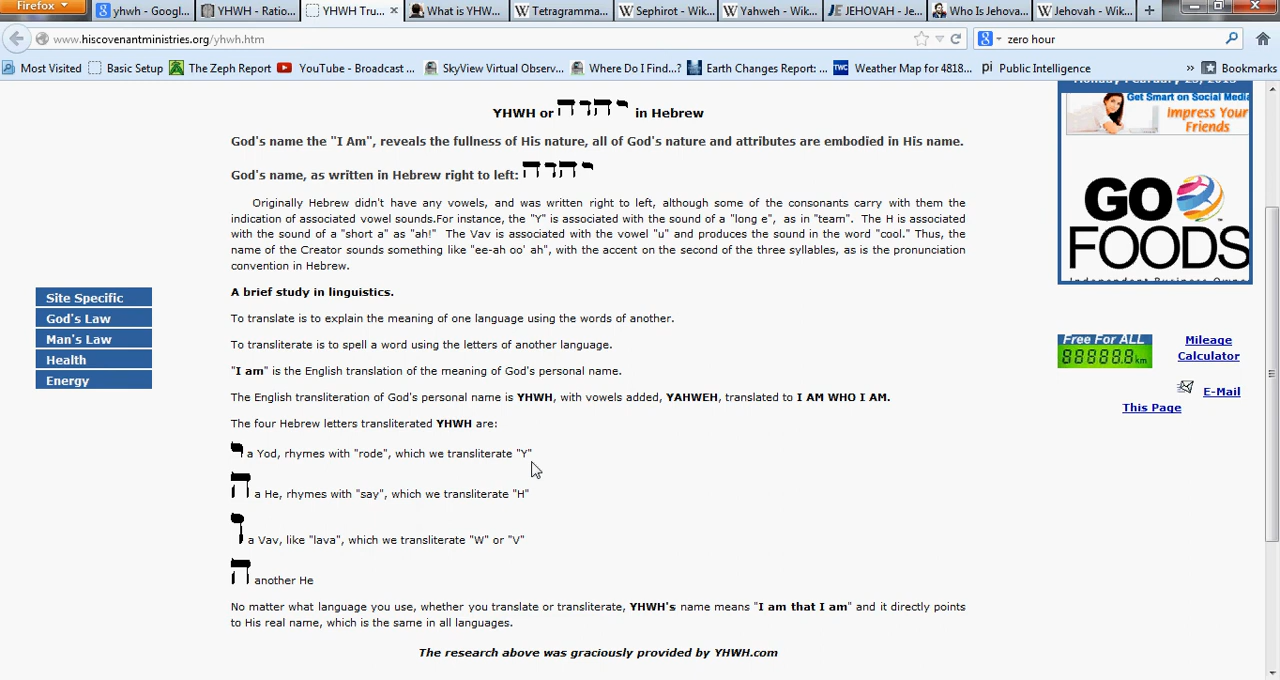 Firefox
yhwh - Googl...
YHWH - Ratio...
YHWH Tru...
What is YHW...
Tetragramma...
Sephirot - Wik...
Yahweh - Wik...
JEHOVAH - Je...
Who Is Jehova...
Jehovah - Wik...
www.hiscovenantministries.org/yhwh.htm
zero hour
Most Visited
Basic Setup
The Zeph Report
YouTube - Broadcast ...
SkyView Virtual Observ...
Where Do I Find...?
Earth Changes Report: ...
TWC
Weather Map for 4818...
pi Public Intelligence
Bookmarks
YHWH or יהוה in Hebrew
God's name the "I Am", reveals the fullness of His nature, all of God's nature and attributes are embodied in His name.
God's name, as written in Hebrew right to left: יהוה
Originally Hebrew didn't have any vowels, and was written right to left, although some of the consonants carry with them the
indication of associated vowel sounds.For instance, the "Y" is associated with the sound of a "long e", as in "team". The H is associated
with the sound of a "short a" as "ah!" The Vav is associated with the vowel "u" and produces the sound in the word "cool." Thus, the
name of the Creator sounds something like "ee-ah oo' ah", with the accent on the second of the three syllables, as is the pronunciation
convention in Hebrew.
A brief study in linguistics.
To translate is to explain the meaning of one language using the words of another.
To transliterate is to spell a word using the letters of another language.
"I am" is the English translation of the meaning of God's personal name.
The English transliteration of God's personal name is YHWH, with vowels added, YAHWEH, translated to I AM WHO I AM.
The four Hebrew letters transliterated YHWH are:
י a Yod, rhymes with "rode", which we transliterate "Y"
ה a He, rhymes with "say", which we transliterate "H"
ו a Vav, like "lava", which we transliterate "W" or "V"
ה another He
No matter what language you use, whether you translate or transliterate, YHWH's name means "I am that I am" and it directly points
to His real name, which is the same in all languages.
The research above was graciously provided by YHWH.com
Site Specific
God's Law
Man's Law
Health
Energy
Get Smart on Social Media
Impress Your
Friends
GO
FOODS
Free For ALL
888888 km
Mileage
Calculator
E-Mail
This Page